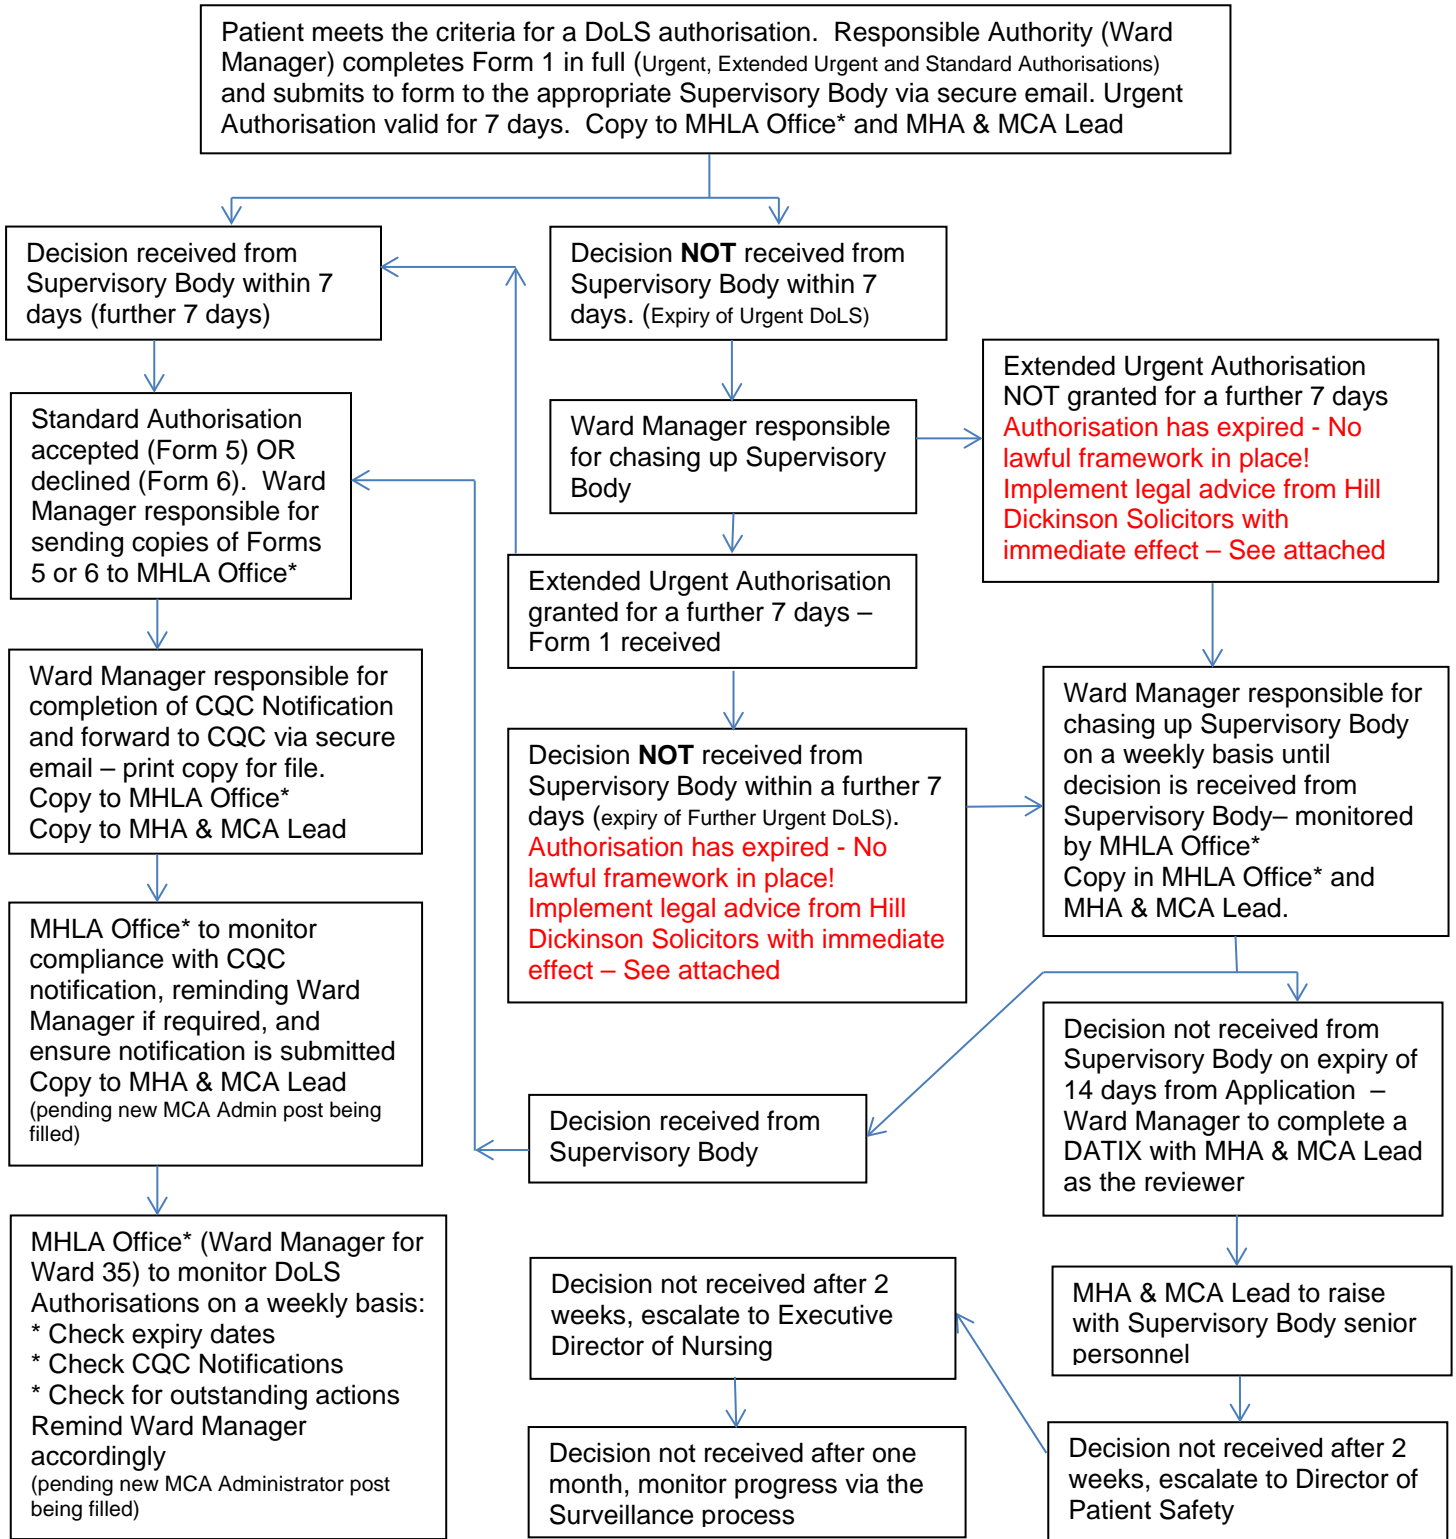 Patient meets the criteria for a DoLS authorisation.  Responsible Authority (Ward
Manager) completes Form 1 in full (Urgent, Extended Urgent and Standard Authorisations)
and submits to form to the appropriate Supervisory Body via secure email. Urgent
Authorisation valid for 7 days.  Copy to MHLA Office* and MHA & MCA Lead
Decision received from
Supervisory Body within 7
days (further 7 days)
Decision NOT received from
Supervisory Body within 7
days. (Expiry of Urgent DoLS)
Standard Authorisation
accepted (Form 5) OR
declined (Form 6).  Ward
Manager responsible for
sending copies of Forms
5 or 6 to MHLA Office*
Ward Manager responsible
for chasing up Supervisory
Body
Extended Urgent Authorisation
NOT granted for a further 7 days
Authorisation has expired - No
lawful framework in place!
Implement legal advice from Hill
Dickinson Solicitors with
immediate effect – See attached
Extended Urgent Authorisation
granted for a further 7 days –
Form 1 received
Ward Manager responsible for
completion of CQC Notification
and forward to CQC via secure
email – print copy for file.
Copy to MHLA Office*
Copy to MHA & MCA Lead
Decision NOT received from
Supervisory Body within a further 7
days (expiry of Further Urgent DoLS).
Authorisation has expired - No
lawful framework in place!
Implement legal advice from Hill
Dickinson Solicitors with immediate
effect – See attached
Ward Manager responsible for
chasing up Supervisory Body
on a weekly basis until
decision is received from
Supervisory Body– monitored
by MHLA Office*
Copy in MHLA Office* and
MHA & MCA Lead.
MHLA Office* to monitor
compliance with CQC
notification, reminding Ward
Manager if required, and
ensure notification is submitted
Copy to MHA & MCA Lead
(pending new MCA Admin post being
filled)
Decision received from
Supervisory Body
Decision not received from
Supervisory Body on expiry of
14 days from Application  –
Ward Manager to complete a
DATIX with MHA & MCA Lead
as the reviewer
MHLA Office* (Ward Manager for
Ward 35) to monitor DoLS
Authorisations on a weekly basis:
* Check expiry dates
* Check CQC Notifications
* Check for outstanding actions
Remind Ward Manager
accordingly
(pending new MCA Administrator post
being filled)
Decision not received after 2
weeks, escalate to Executive
Director of Nursing
MHA & MCA Lead to raise
with Supervisory Body senior
personnel
Decision not received after one
month, monitor progress via the
Surveillance process
Decision not received after 2
weeks, escalate to Director of
Patient Safety